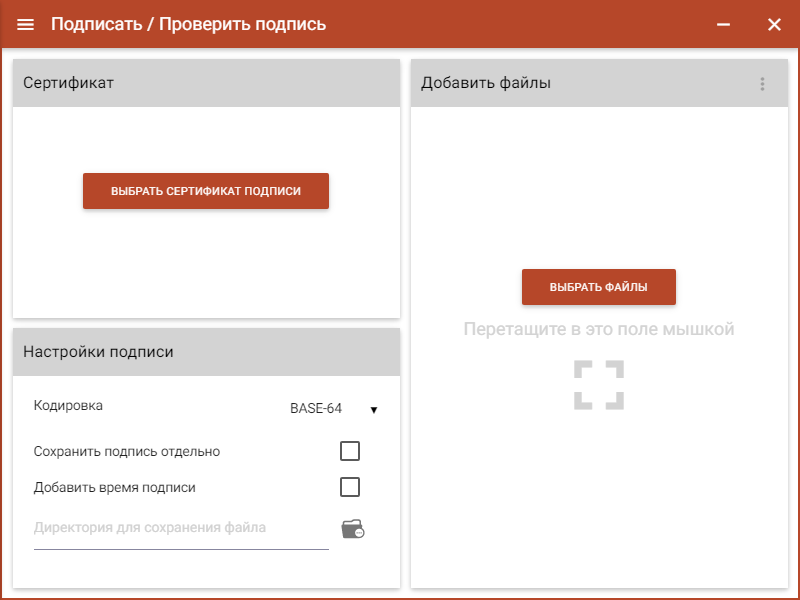 Подписать / Проверить подпись
Сертификат
ВЫБРАТЬ СЕРТИФИКАТ ПОДПИСИ
Настройки подписи
Кодировка BASE-64
Сохранить подпись отдельно
Добавить время подписи
Директория для сохранения файла
Добавить файлы
ВЫБРАТЬ ФАЙЛЫ
Перетащите в это поле мышкой